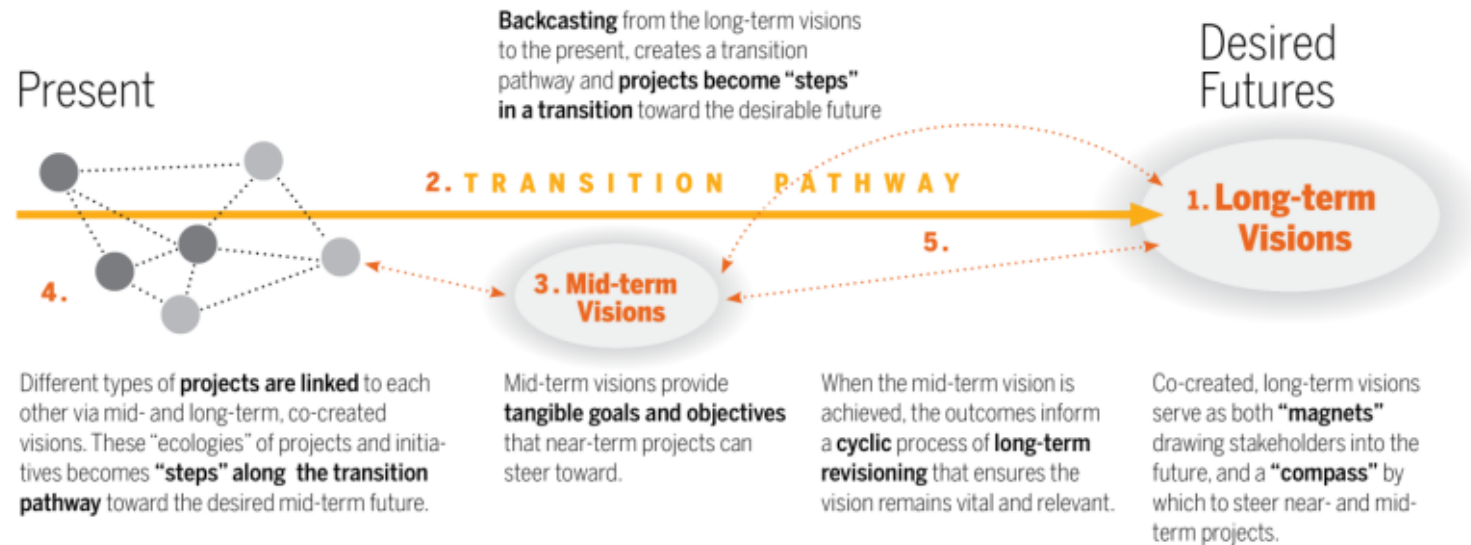 Backcasting from the long-term visions
to the present, creates a transition
pathway and projects become “steps”
in a transition toward the desirable future
Present
Desired
Futures
2. TRANSITION PATHWAY
1. Long-term
Visions
5.
3. Mid-term
Visions
4.
Different types of projects are linked to each
other via mid- and long-term, co-created
visions. These “ecologies” of projects and initia-
tives becomes “steps” along the transition
pathway toward the desired mid-term future.
Mid-term visions provide
tangible goals and objectives
that near-term projects can
steer toward.
When the mid-term vision is
achieved, the outcomes inform
a cyclic process of long-term
revisioning that ensures the
vision remains vital and relevant.
Co-created, long-term visions
serve as both “magnets”
drawing stakeholders into the
future, and a “compass” by
which to steer near- and mid-
term projects.